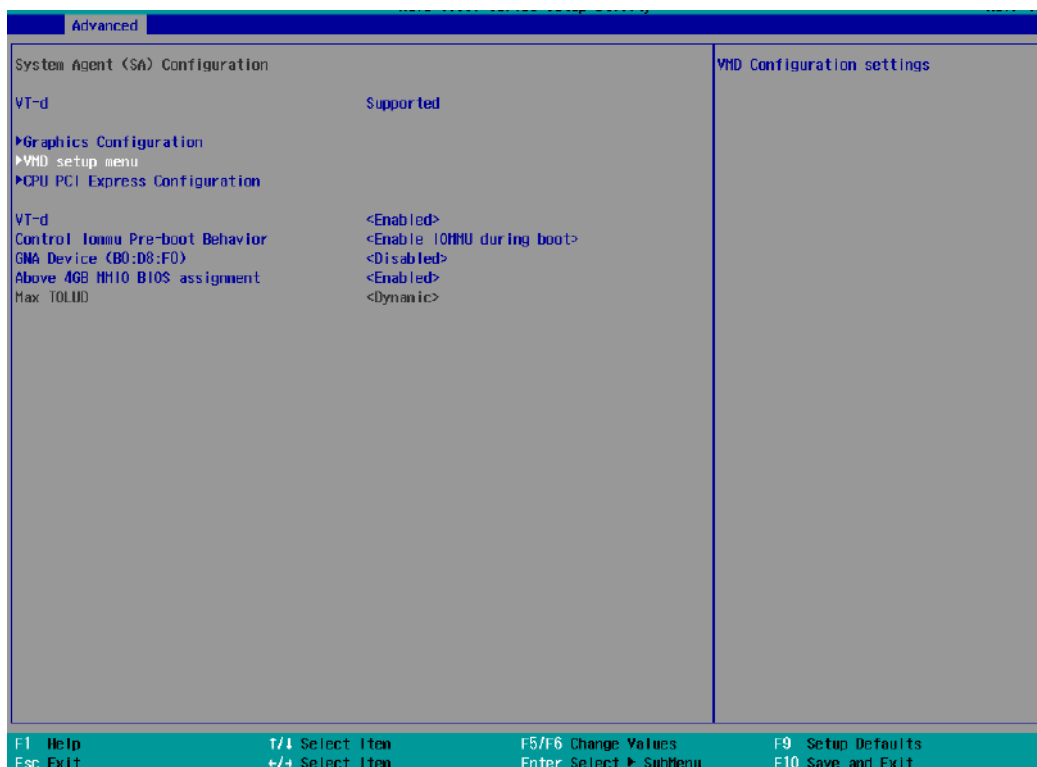 Advanced
System Agent (SA) Configuration
VMD Configuration settings
VT-d Supported
▶Graphics Configuration
▶VMD setup menu
▶CPU PCI Express Configuration
VT-d <Enabled>
Control Iommu Pre-boot Behavior <Enable IOMMU during boot>
GNA Device (B0:D8:F0) <Disabled>
Above 4GB MMIO BIOS assignment <Enabled>
Max TOLUD <Dynamic>
F1 Help ↑/↓ Select Item F5/F6 Change Values F9 Setup Defaults
Esc Exit ←/→ Select Item Enter Select ▶ SubMenu F10 Save and Exit